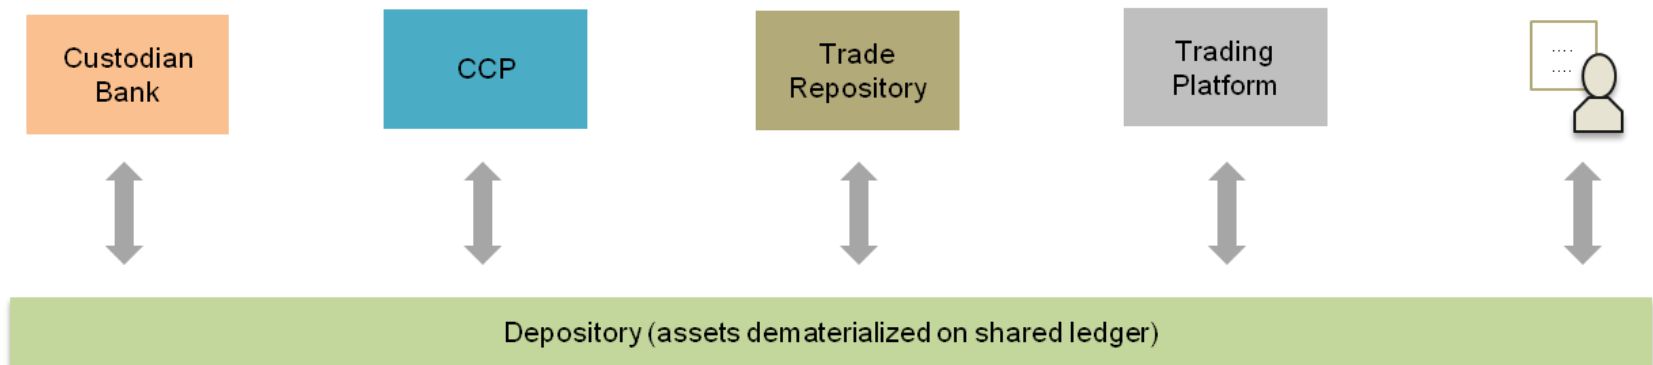 Custodian
Bank
CCP
Trade
Repository
Trading
Platform
....
....
Depository (assets dematerialized on shared ledger)